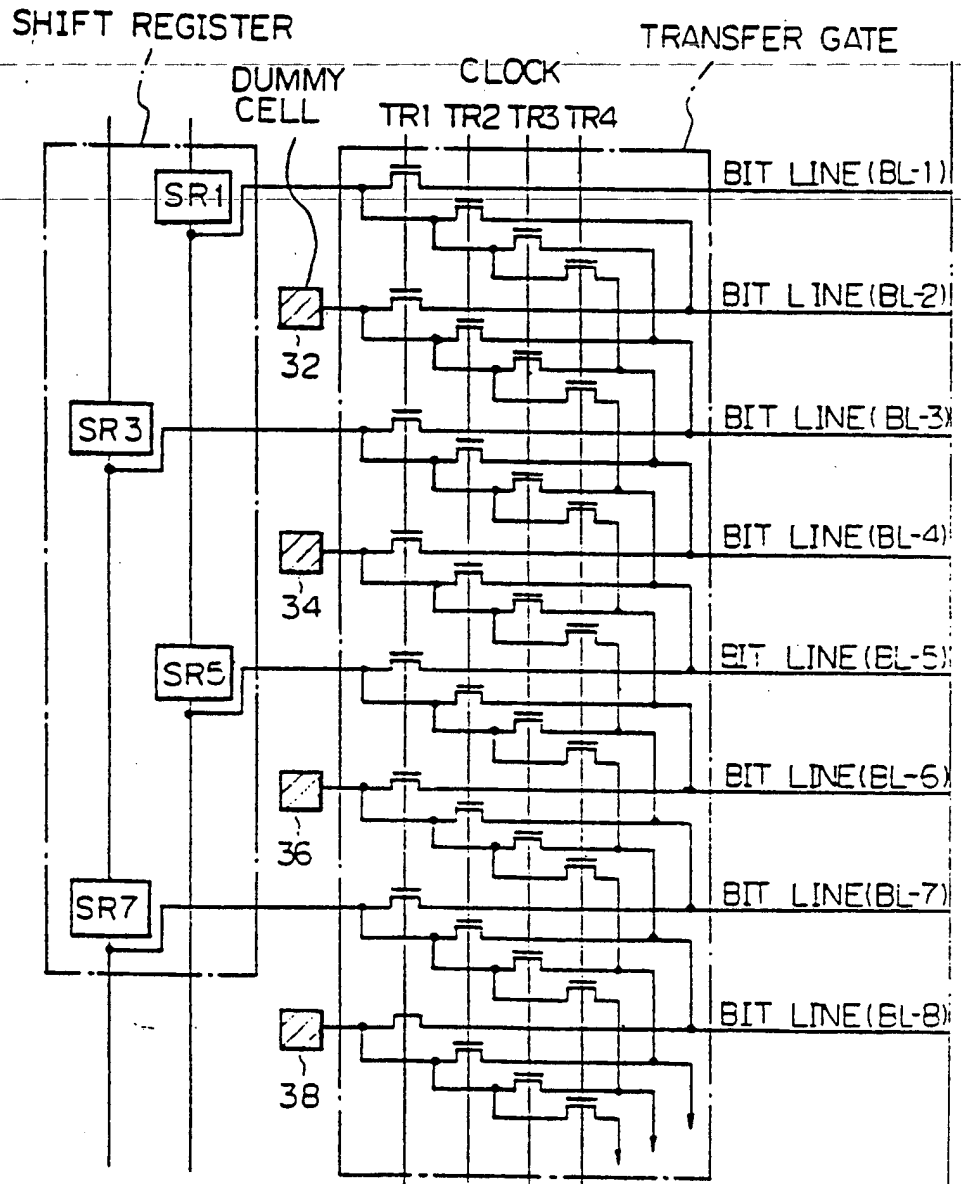 SHIFT REGISTER
TRANSFER GATE
CLOCK
DUMMY
CELL
TR1 TR2 TR3 TR4
SR1
BIT LINE(BL-1)
32
BIT LINE(BL-2)
SR3
BIT LINE(BL-3)
34
BIT LINE(BL-4)
SR5
BIT LINE(BL-5)
36
BIT LINE(BL-6)
SR7
BIT LINE(BL-7)
38
BIT LINE(BL-8)